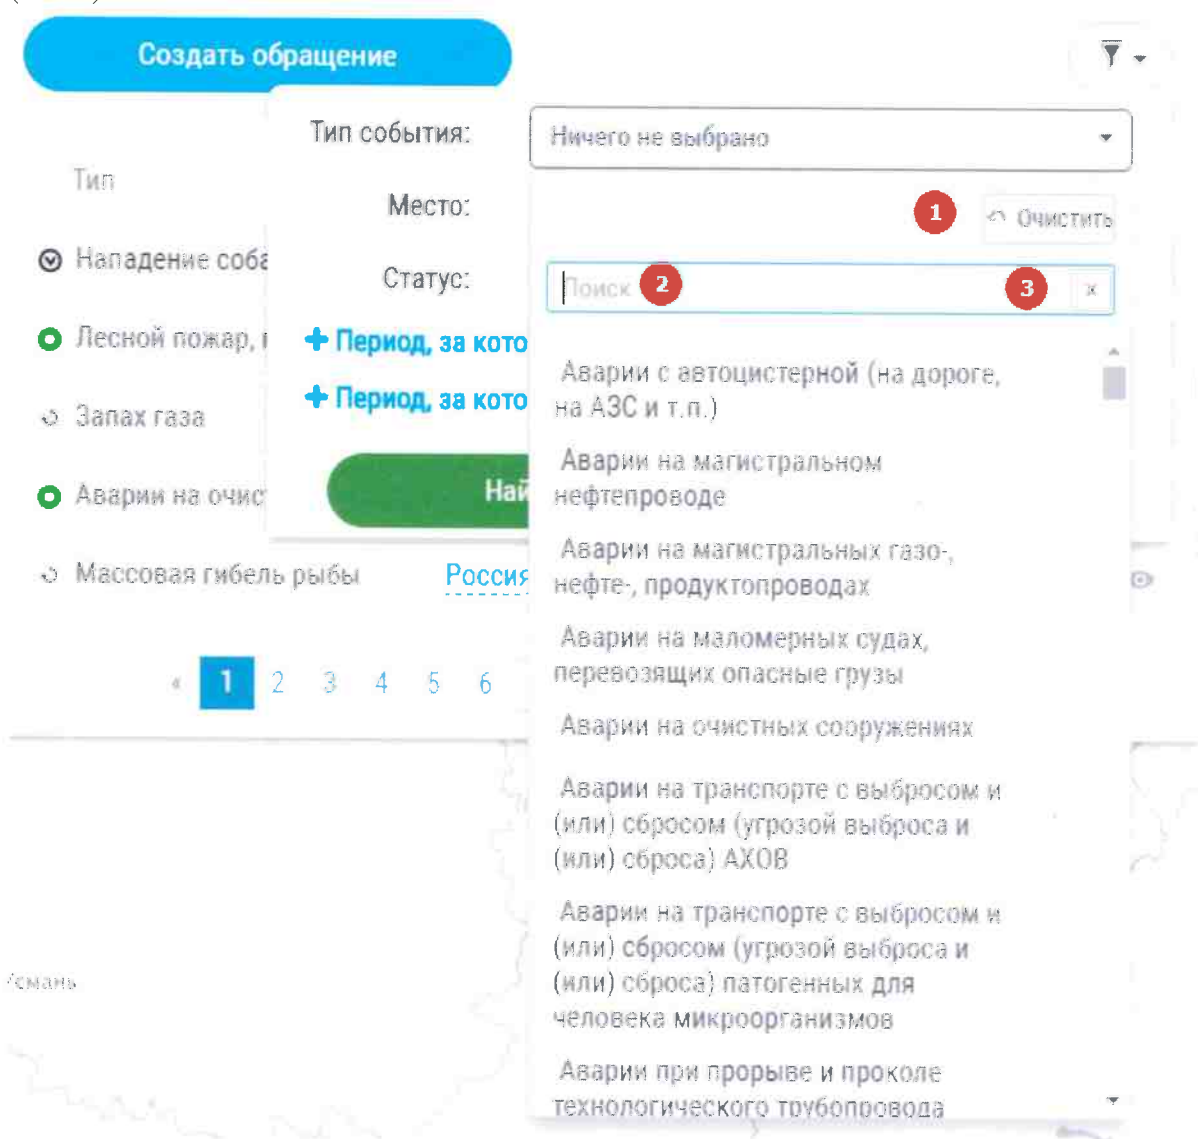 Создать обращение
Тип события:
Ничего не выбрано
Тип
Место:
1
Очистить
Нападение соба
Статус:
Поиск
2
3
x
Лесной пожар,
+ Период, за кото
Аварии с автоцистерной (на дороге,
на АЗС и т.п.)
+ Период, за кото
Запах газа
Аварии на магистральном
нефтепроводе
Аварии на очис
Най
Аварии на магистральных газо-,
нефте-, продуктопроводах
Массовая гибель рыбы
Россия
Аварии на маломерных судах,
перевозящих опасные грузы
« 1 2 3 4 5 6
Аварии на очистных сооружениях
Аварии на транспорте с выбросом и
(или) сбросом (угрозой выброса и
(или) сброса) АХОВ
Аварии на транспорте с выбросом и
(или) сбросом (угрозой выброса и
(или) сброса) патогенных для
человека микроорганизмов
смань
Аварии при прорыве и проколе
технологического трубопровода